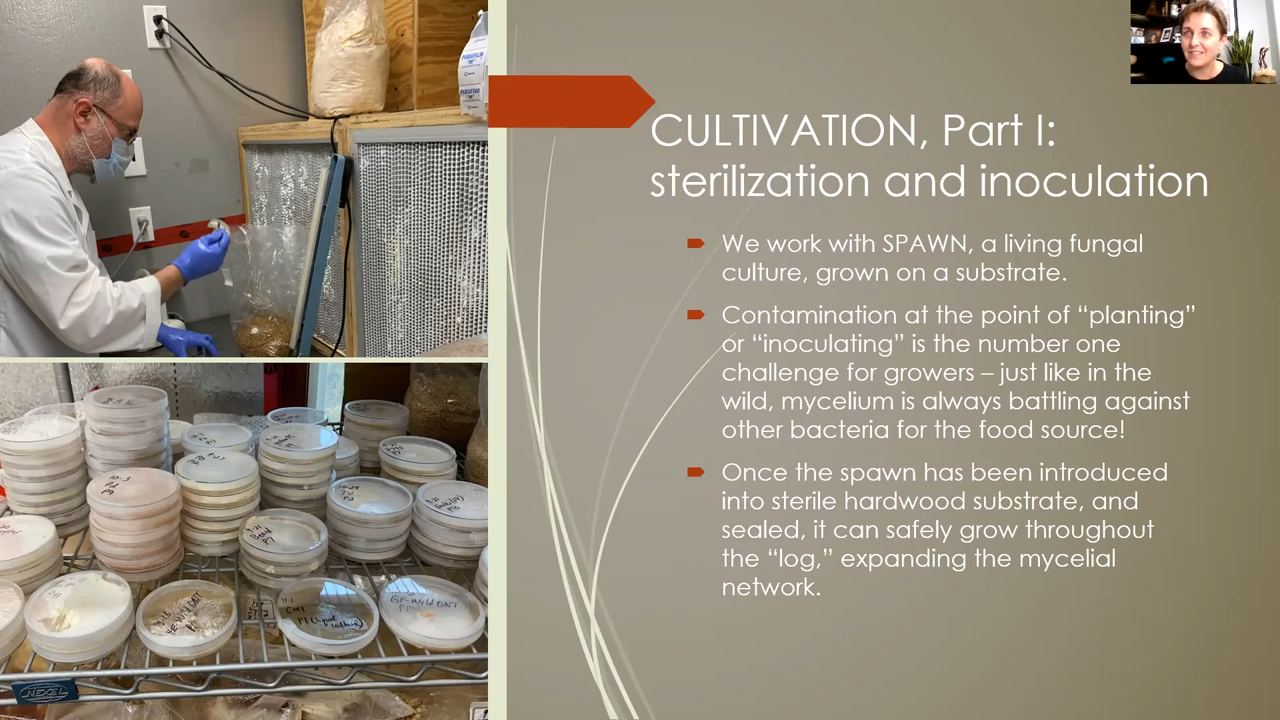 CULTIVATION, Part I:
sterilization and inoculation
We work with SPAWN, a living fungal
culture, grown on a substrate.
Contamination at the point of “planting”
or “inoculating” is the number one
challenge for growers – just like in the
wild, mycelium is always battling against
other bacteria for the food source!
Once the spawn has been introduced
into sterile hardwood substrate, and
sealed, it can safely grow throughout
the “log,” expanding the mycelial
network.
PARAFILM
"M"
NEXEL